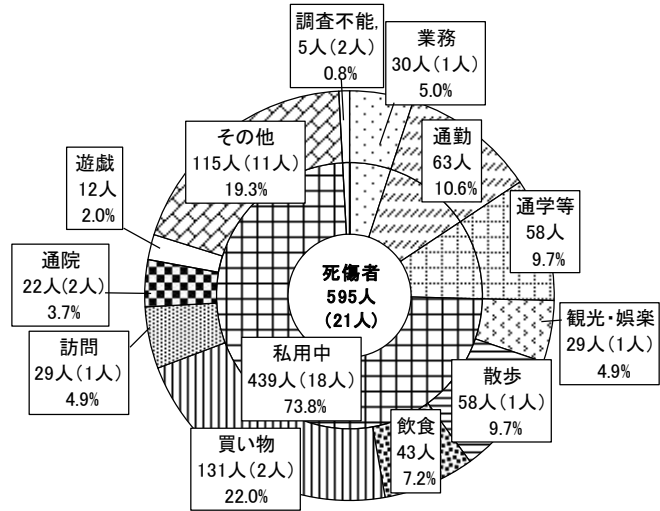 調査不能,
5人（2人）
0.8%
業務
30人（1人）
5.0%
通勤
63人
10.6%
通学等
58人
9.7%
観光・娯楽
29人（1人）
4.9%
散歩
58人（1人）
9.7%
飲食
43人
7.2%
買い物
131人（2人）
22.0%
訪問
29人（1人）
4.9%
通院
22人（2人）
3.7%
遊戯
12人
2.0%
その他
115人（11人）
19.3%
死傷者
595人
（21人）
私用中
439人（18人）
73.8%